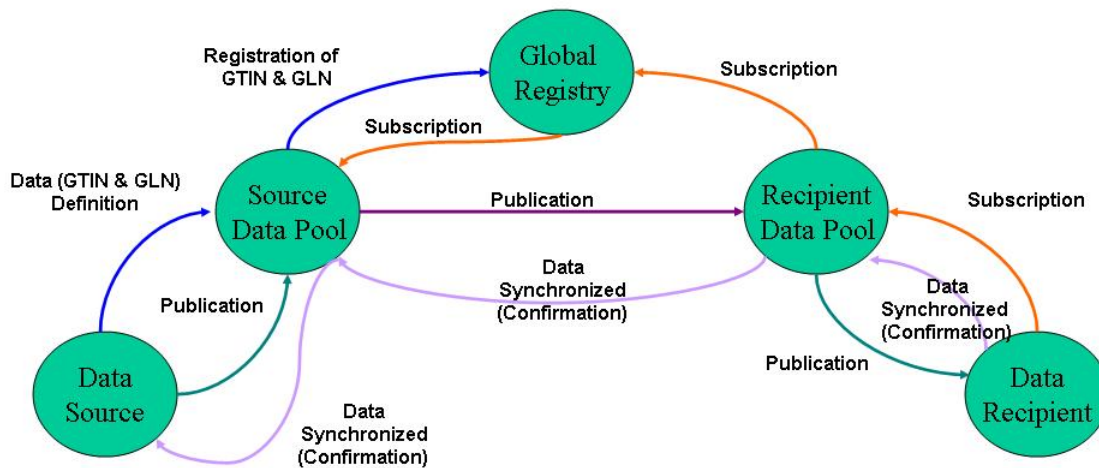 Registration of
GTIN & GLN
Global
Registry
Subscription
Subscription
Data (GTIN & GLN)
Definition
Source
Data Pool
Publication
Recipient
Data Pool
Subscription
Publication
Data
Synchronized
(Confirmation)
Data
Synchronized
(Confirmation)
Publication
Data
Source
Data
Synchronized
(Confirmation)
Data
Recipient